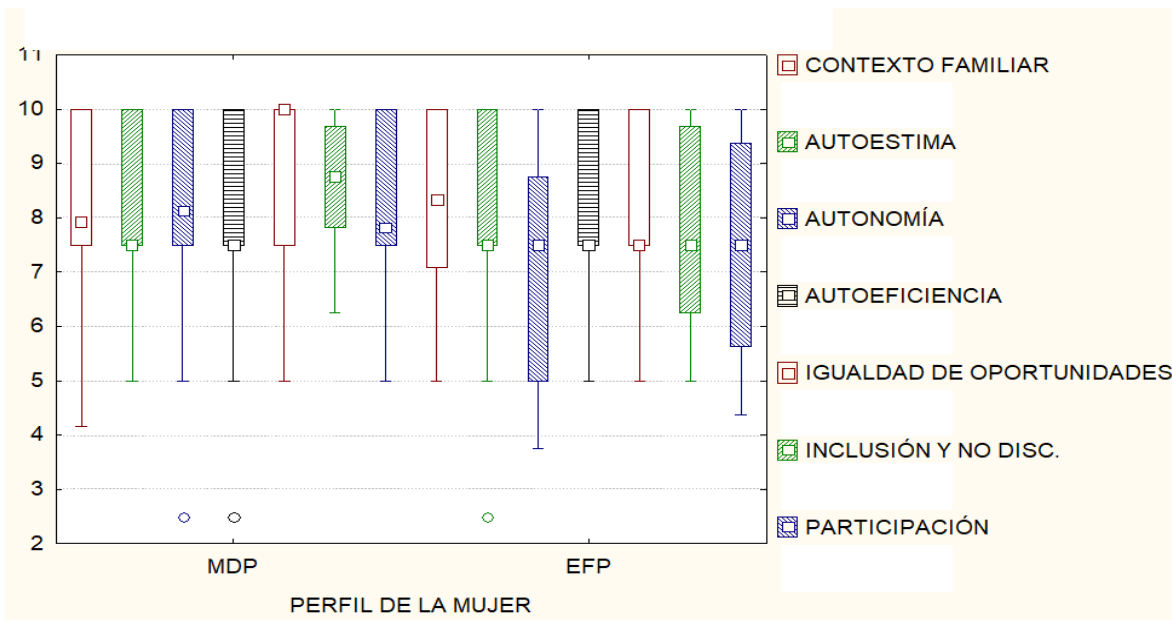 11
10
9
8
7
6
5
4
3
2
MDP EFP
PERFIL DE LA MUJER
CONTEXTO FAMILIAR
AUTOESTIMA
AUTONOMÍA
AUTOEFICIENCIA
IGUALDAD DE OPORTUNIDADES
INCLUSIÓN Y NO DISC.
PARTICIPACIÓN